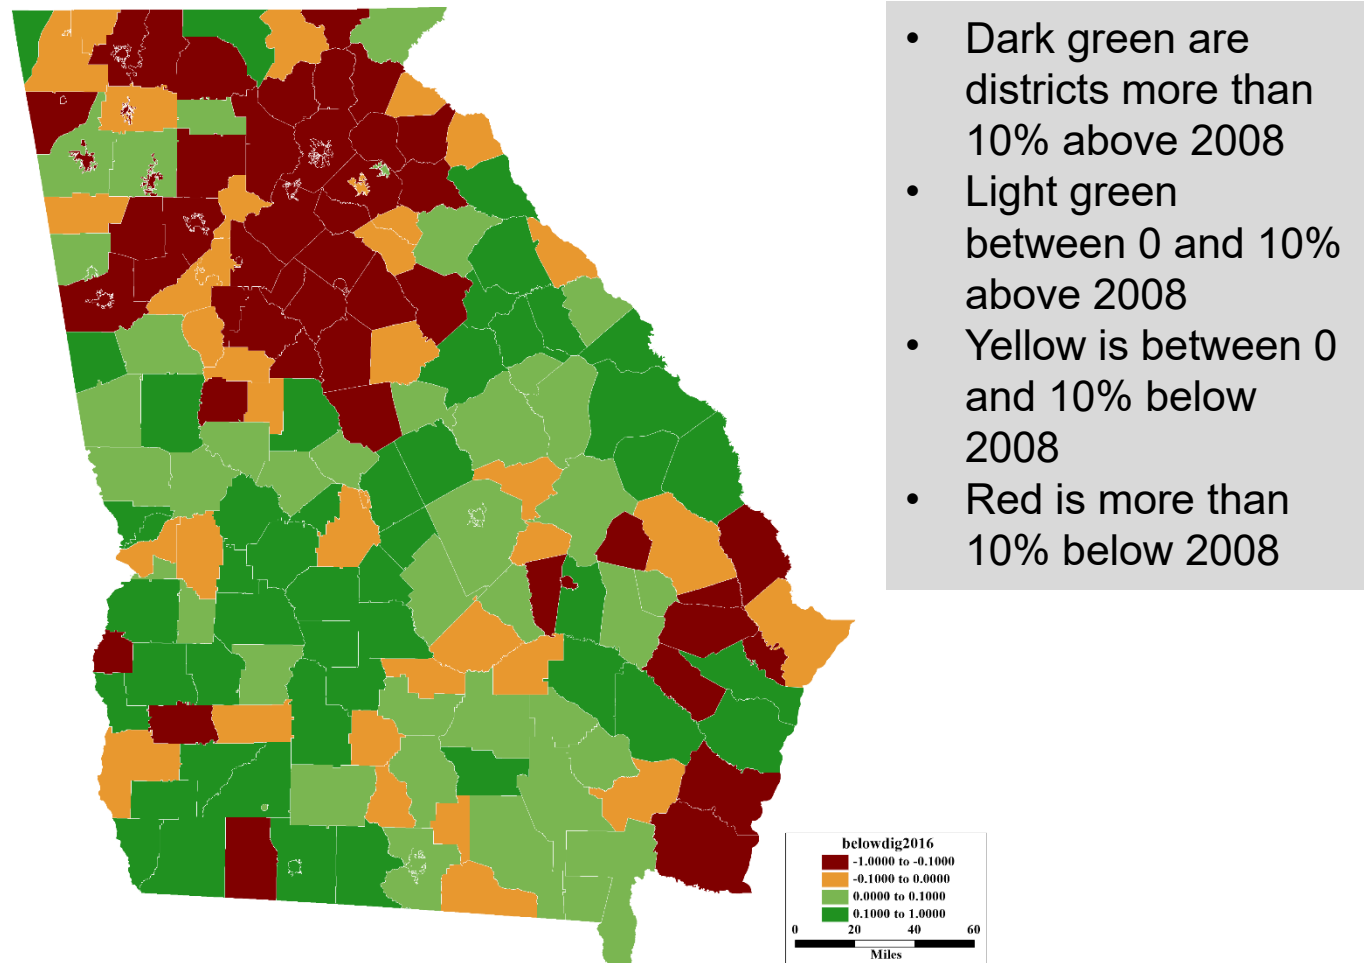 • Dark green are
districts more than
10% above 2008
• Light green
between 0 and 10%
above 2008
• Yellow is between 0
and 10% below
2008
• Red is more than
10% below 2008
belowdig2016
-1.0000 to -0.1000
-0.1000 to 0.0000
0.0000 to 0.1000
0.1000 to 1.0000
0 20 40 60
Miles